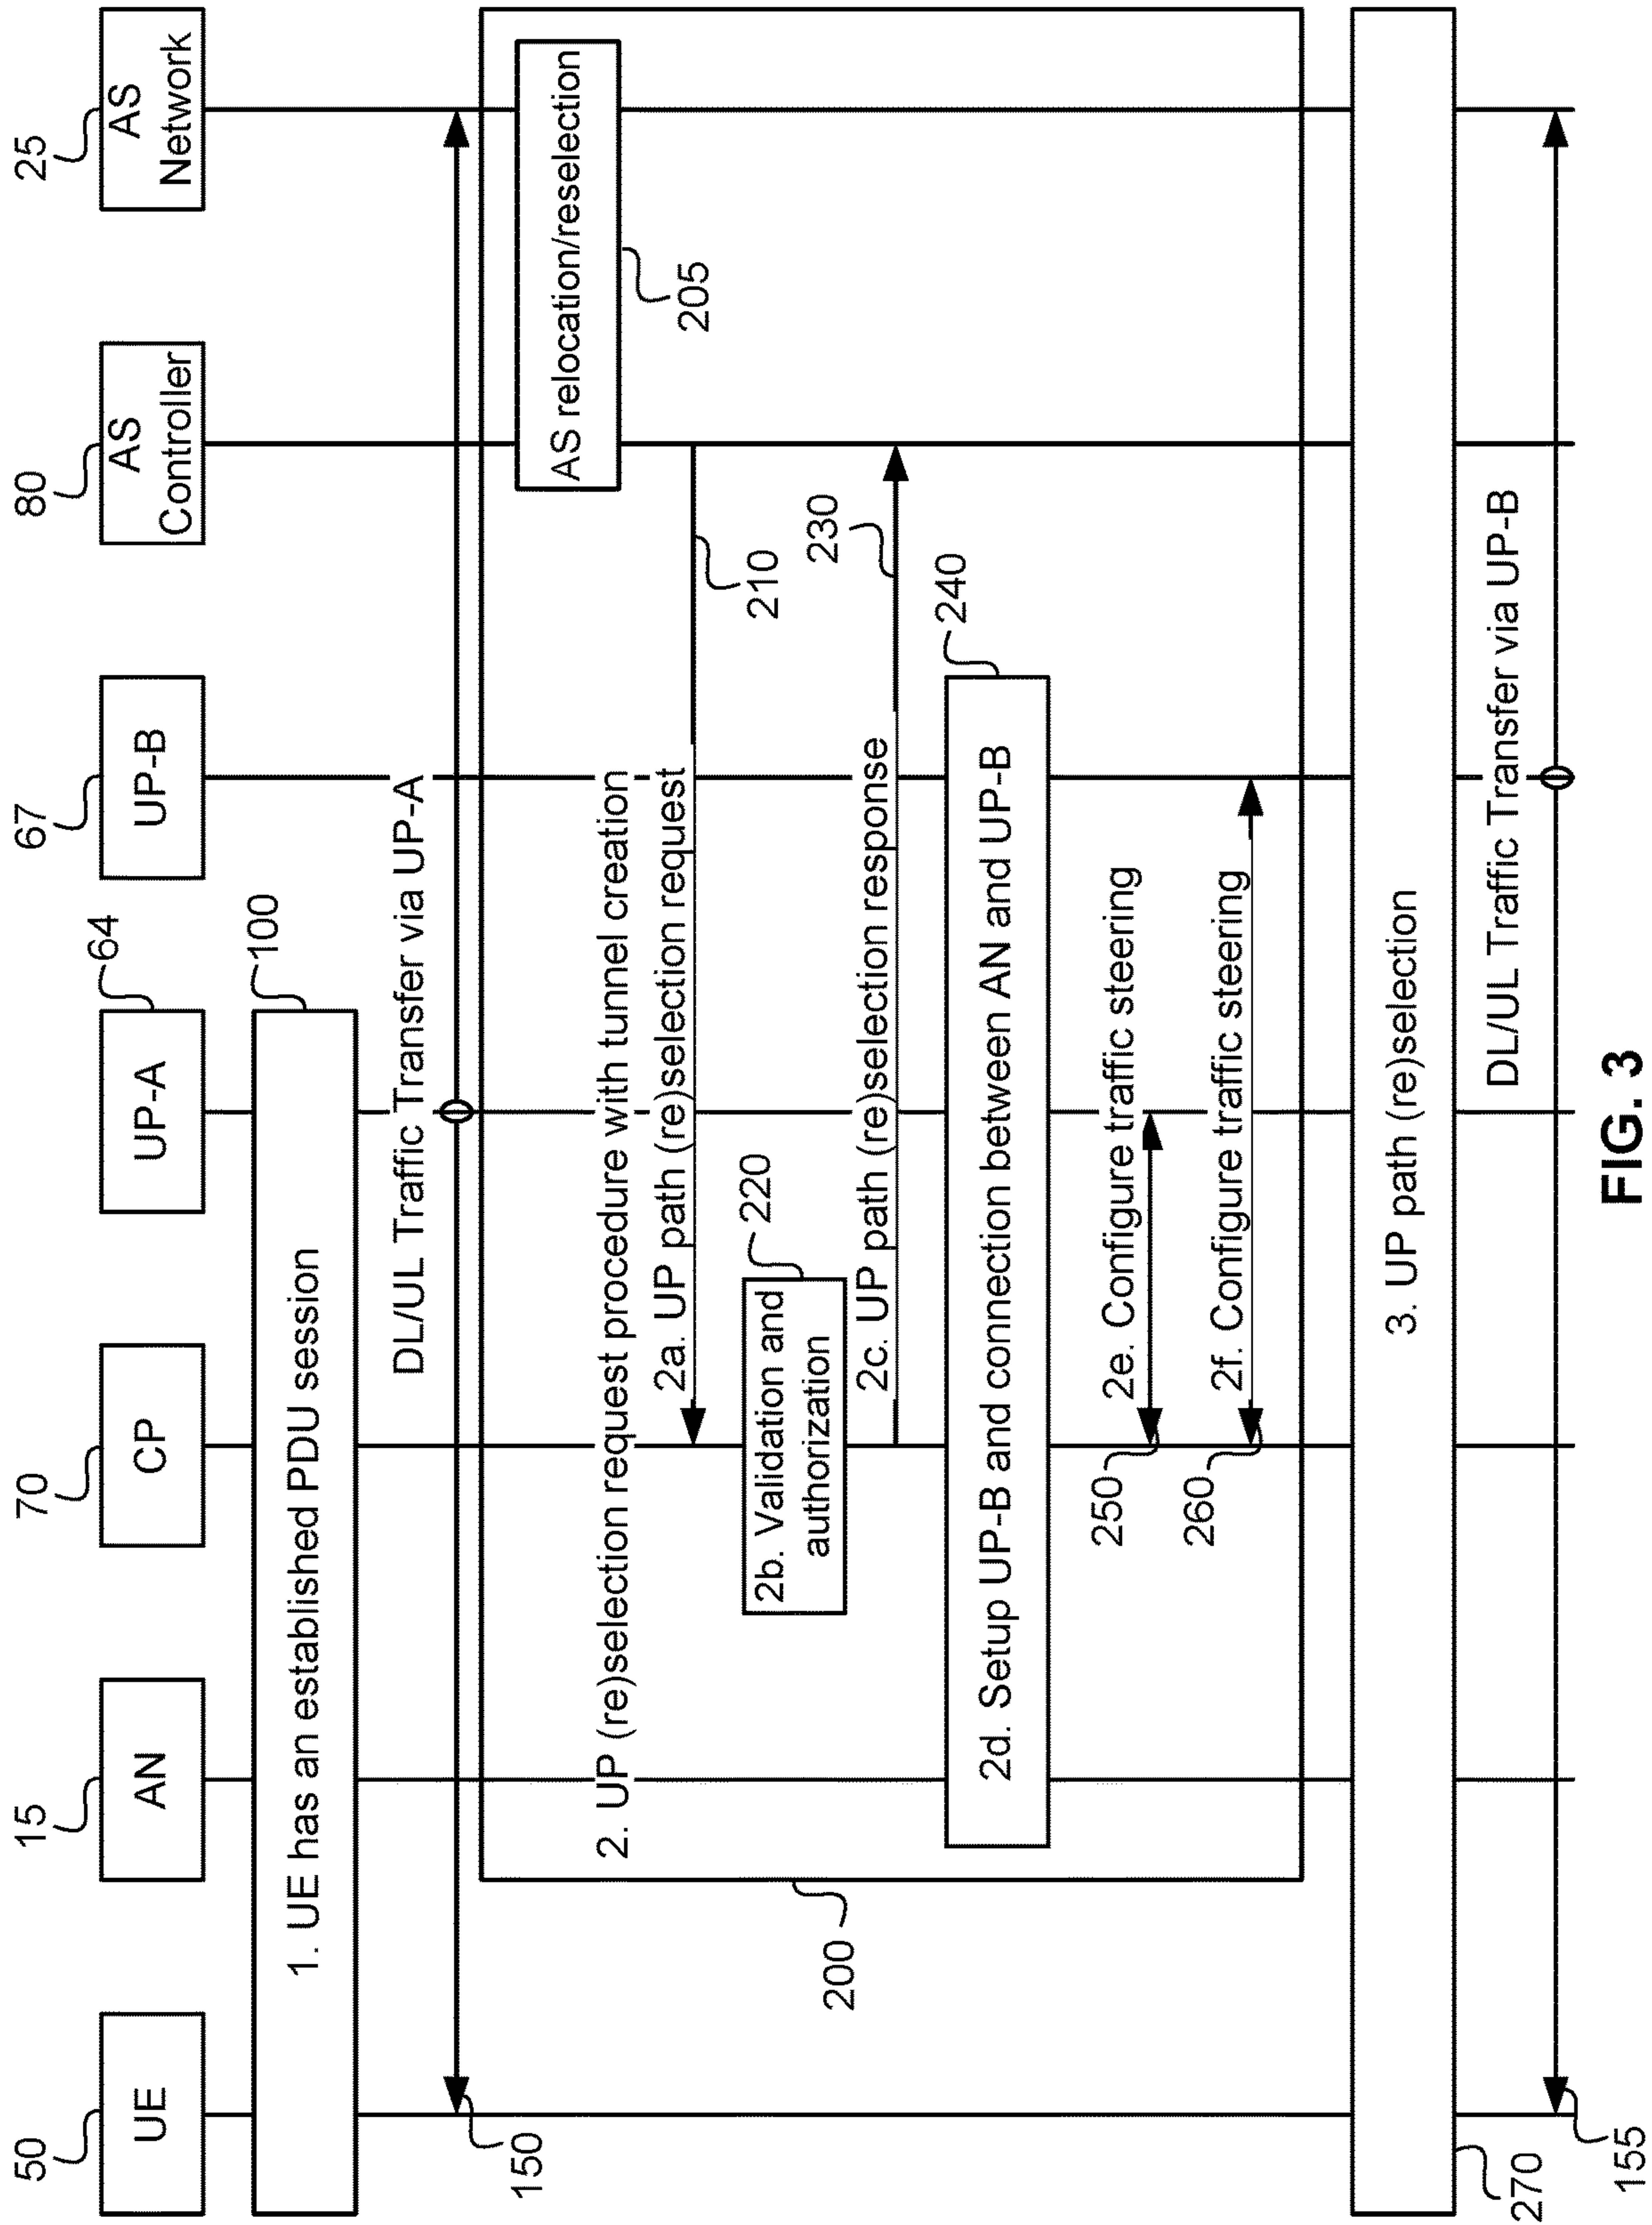 50
15
70
64
67
80
25
UE
AN
CP
UP-A
UP-B
AS
Controller
AS
Network
100
1. UE has an established PDU session
DL/UL Traffic Transfer via UP-A
150
AS relocation/reselection
205
2. UP (re)selection request procedure with tunnel creation
2a. UP path (re)selection request
210
220
2b. Validation and
authorization
230
2c. UP path (re)selection response
200
240
2d. Setup UP-B and connection between AN and UP-B
250
2e. Configure traffic steering
260
2f. Configure traffic steering
3. UP path (re)selection
270
DL/UL Traffic Transfer via UP-B
155
FIG. 3